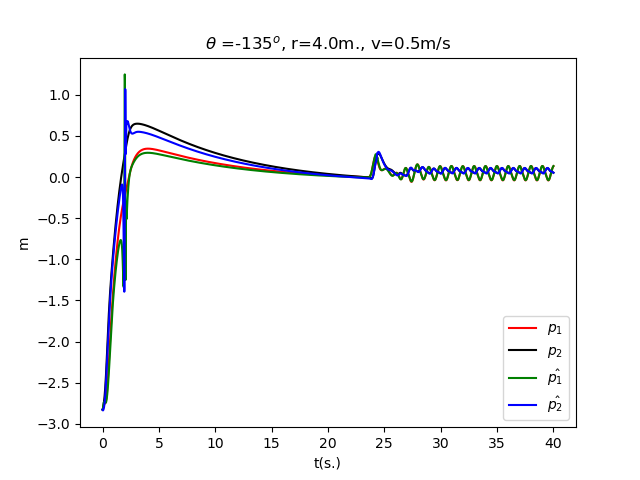 θ =-135°, r=4.0m., v=0.5m/s
1.0
0.5
0.0
−0.5
−1.0
−1.5
−2.0
−2.5
−3.0
m
0 5 10 15 20 25 30 35 40
t(s.)
p₁
p₂
p̂₁
p̂₂